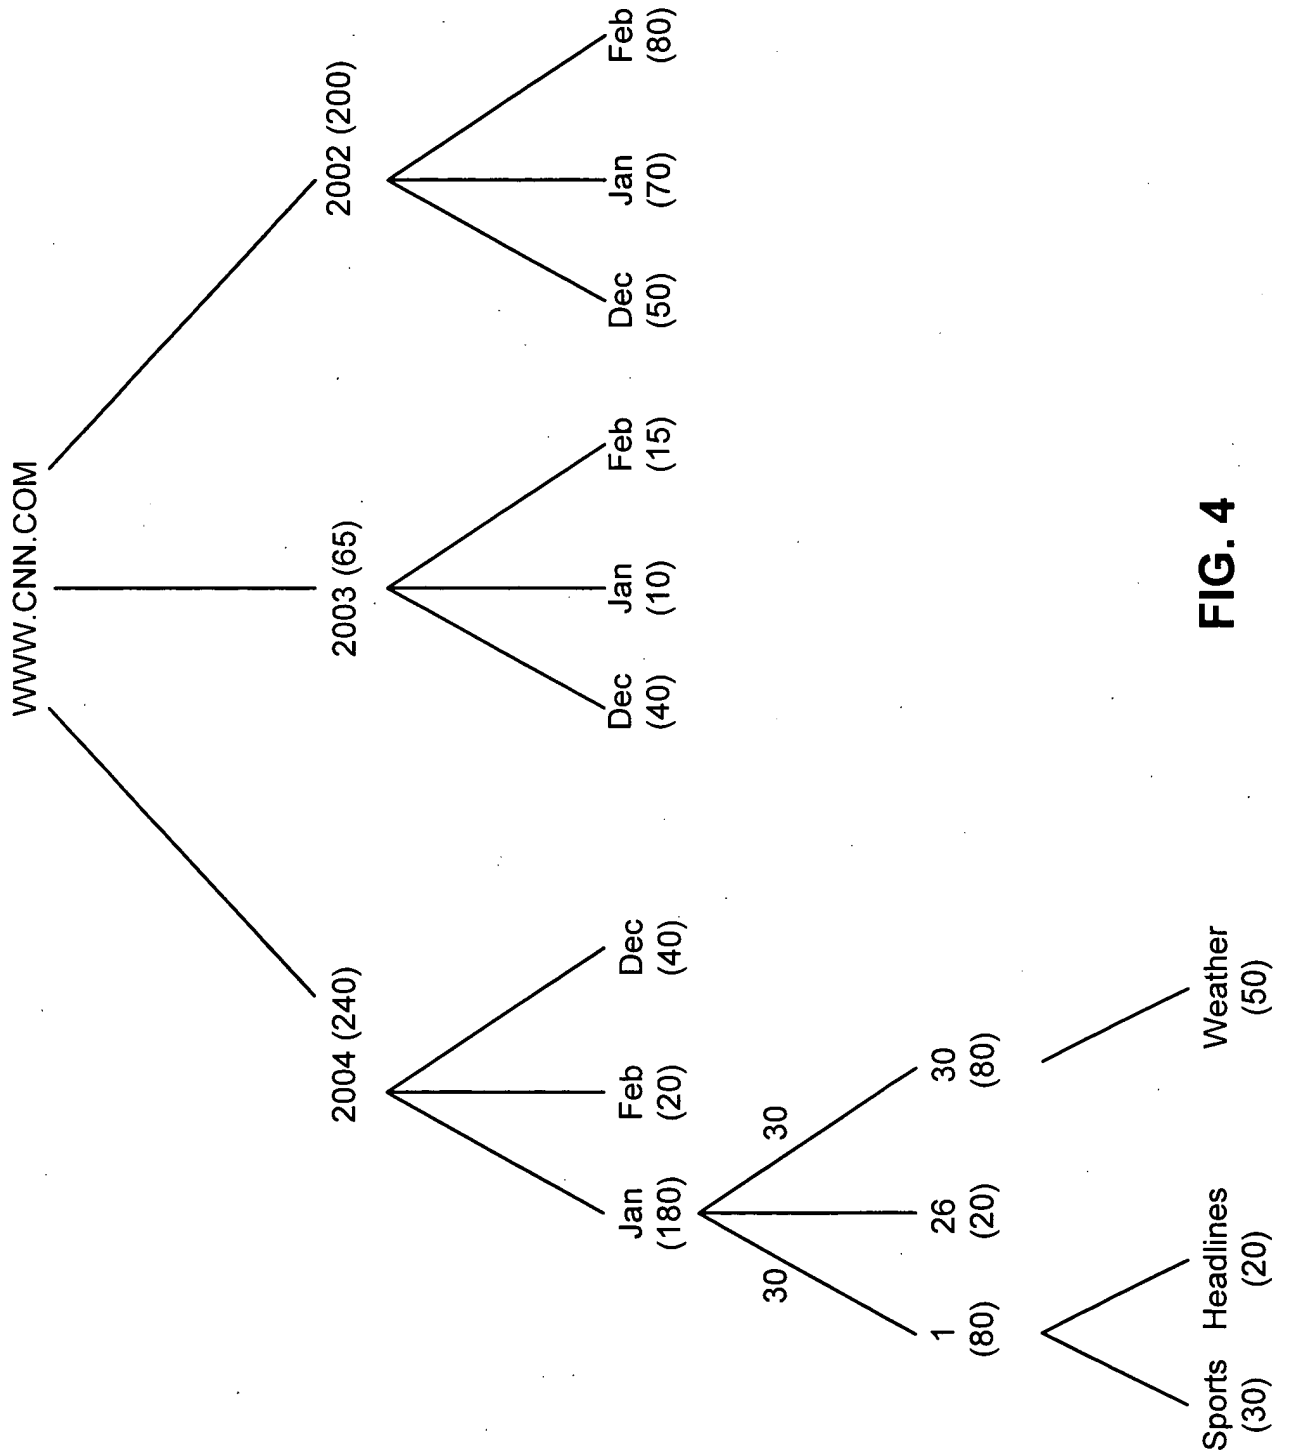 WWW.CNN.COM
2004 (240)
2003 (65)
2002 (200)
Jan
(180)
Feb
(20)
Dec
(40)
Dec
(40)
Jan
(10)
Feb
(15)
Dec
(50)
Jan
(70)
Feb
(80)
30
30
1
(80)
26
(20)
30
(80)
Sports
(30)
Headlines
(20)
Weather
(50)
FIG. 4